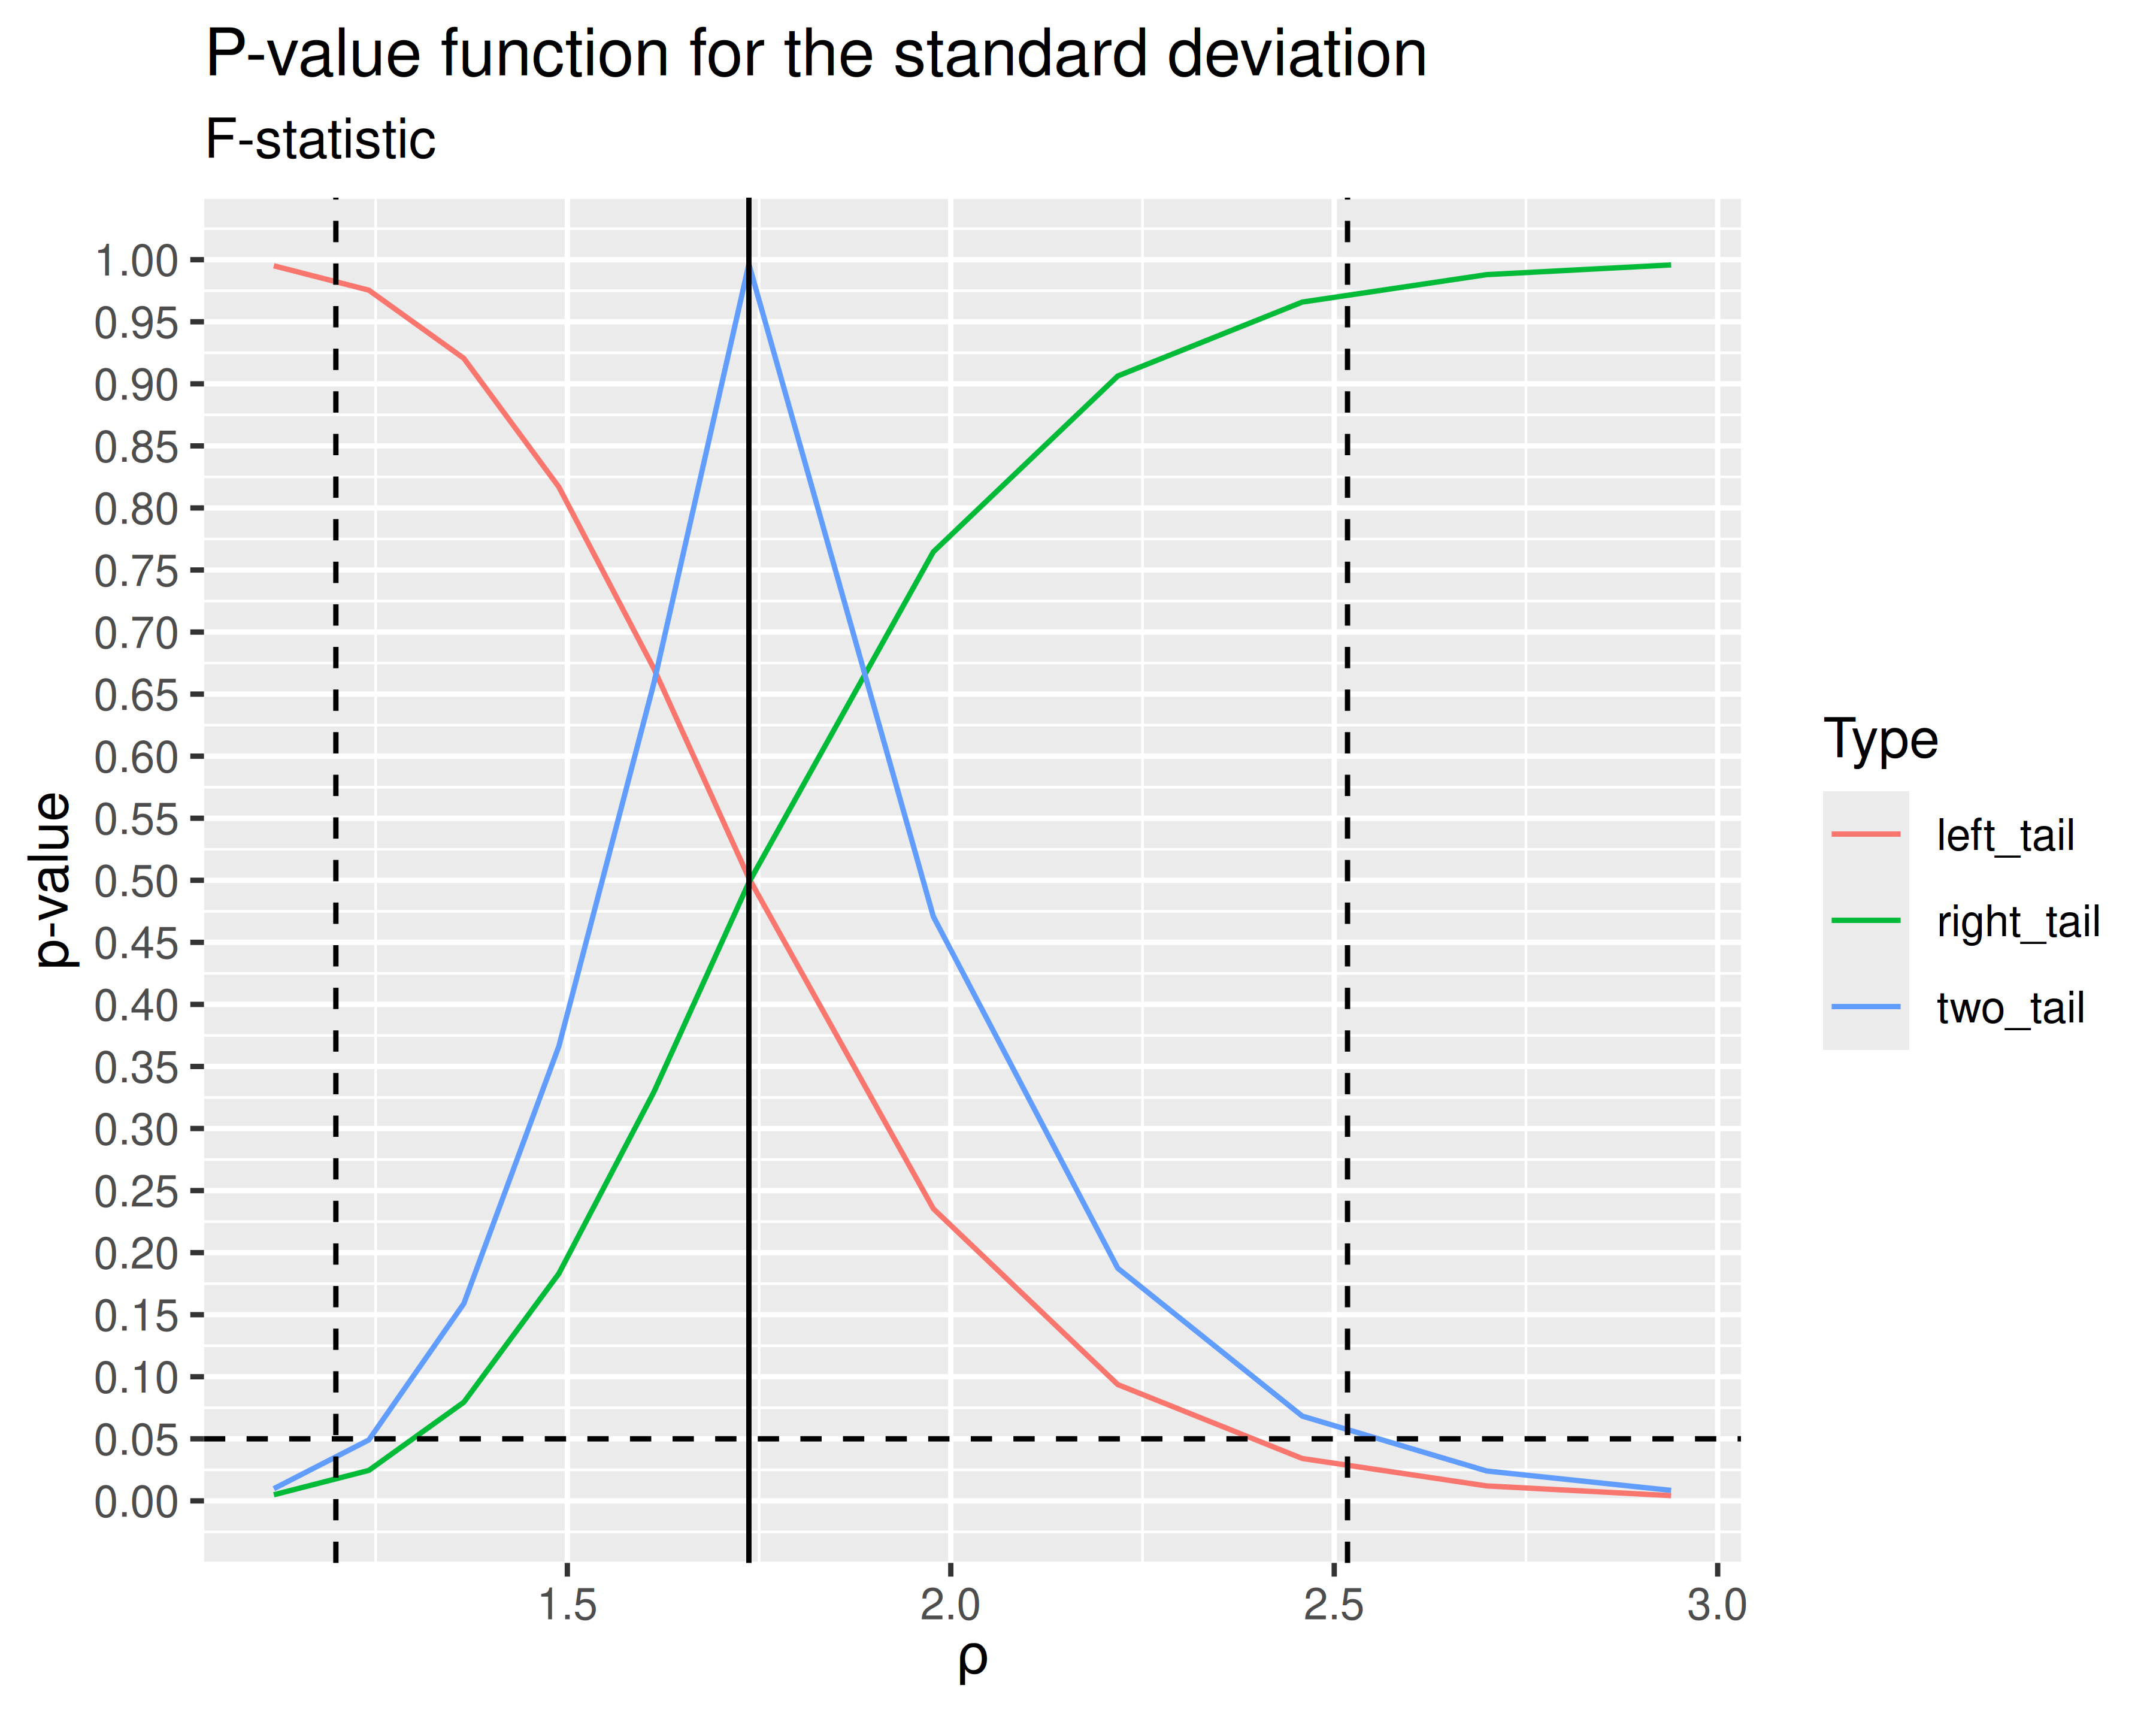 P-value function for the standard deviation
F-statistic
p-value
1.00
0.95
0.90
0.85
0.80
0.75
0.70
0.65
0.60
0.55
0.50
0.45
0.40
0.35
0.30
0.25
0.20
0.15
0.10
0.05
0.00
1.5 2.0 2.5 3.0
ρ
Type
left_tail
right_tail
two_tail